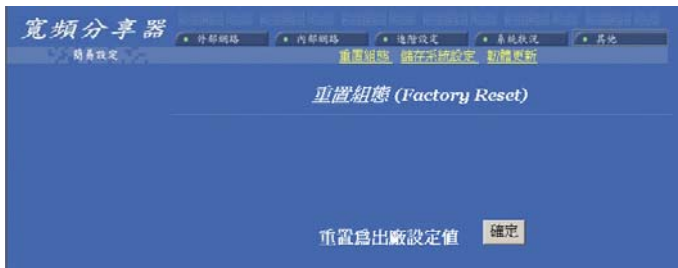 寬頻分享器
外部網路 內部網路 進階設定 系統狀況 其他
簡易設定
重置組態 儲存系統設定 韌體更新
重置組態 (Factory Reset)
重置為出廠設定值 確定